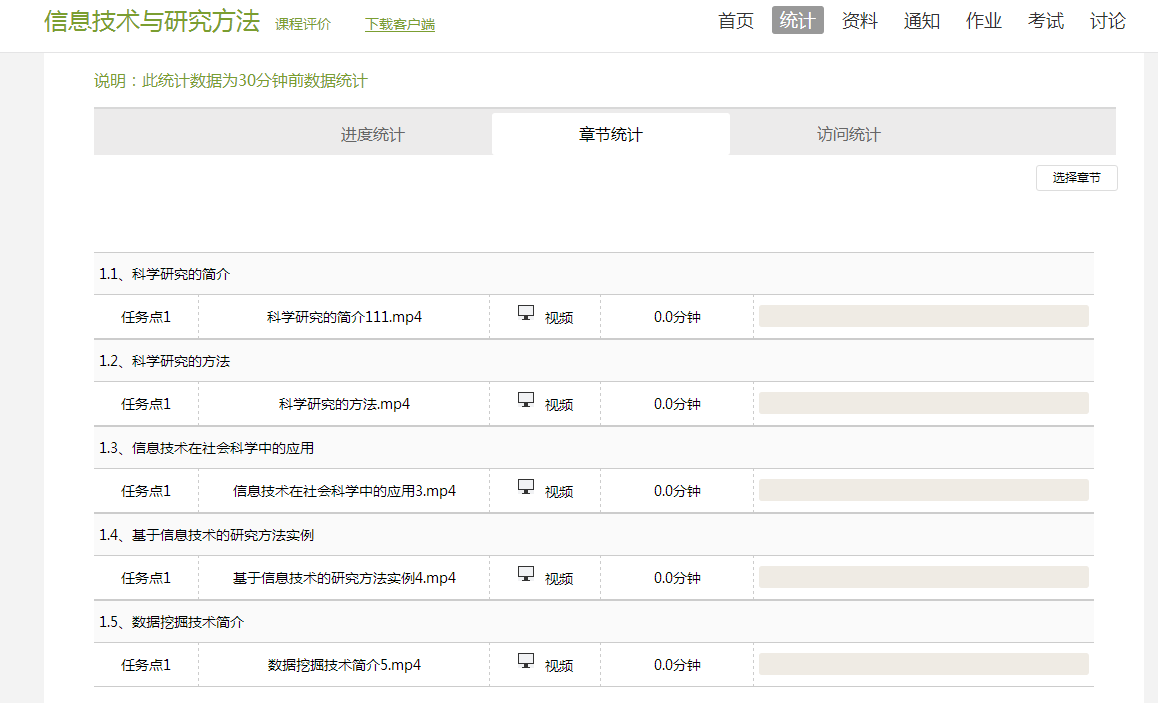 信息技术与研究方法 课程评价 下载客户端 首页 统计 资料 通知 作业 考试 讨论
说明：此统计数据为30分钟前数据统计
进度统计 章节统计 访问统计
选择章节
1.1、科学研究的简介
任务点1 科学研究的简介111.mp4 视频 0.0分钟
1.2、科学研究的方法
任务点1 科学研究的方法.mp4 视频 0.0分钟
1.3、信息技术在社会科学中的应用
任务点1 信息技术在社会科学中的应用3.mp4 视频 0.0分钟
1.4、基于信息技术的研究方法实例
任务点1 基于信息技术的研究方法实例4.mp4 视频 0.0分钟
1.5、数据挖掘技术简介
任务点1 数据挖掘技术简介5.mp4 视频 0.0分钟